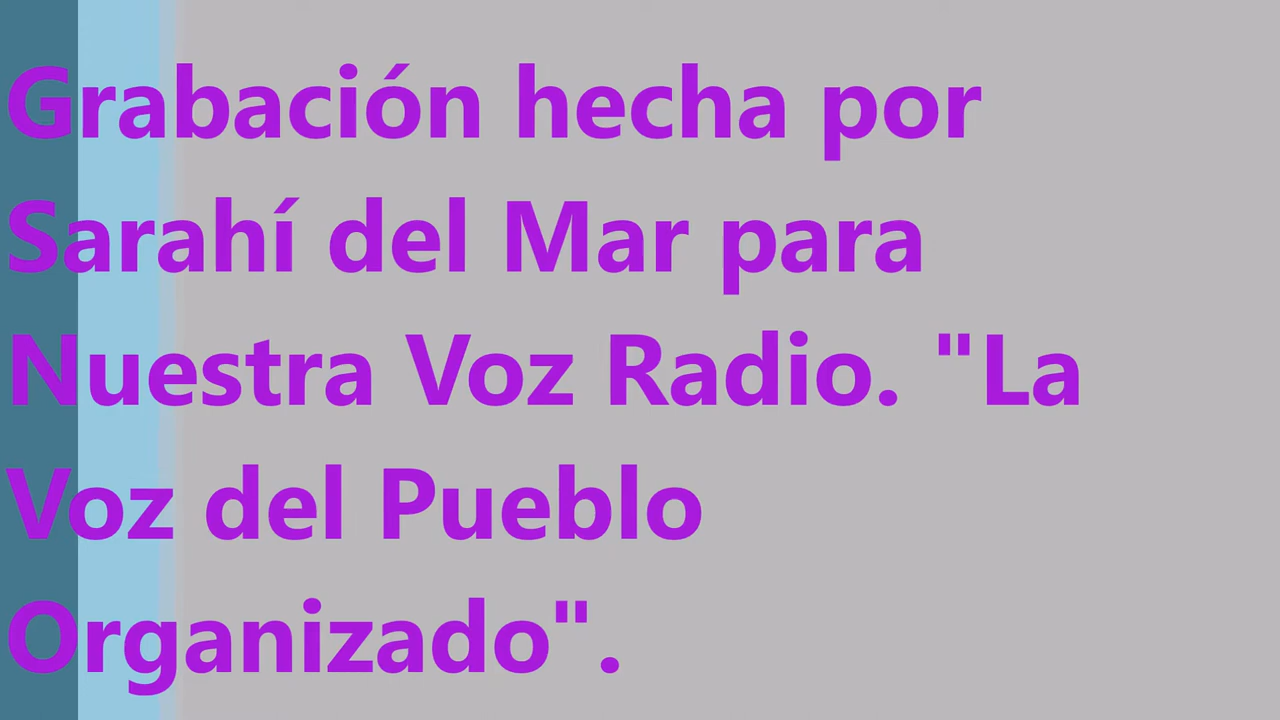 Grabación hecha por
Sarahí del Mar para
Nuestra Voz Radio. "La
Voz del Pueblo
Organizado".